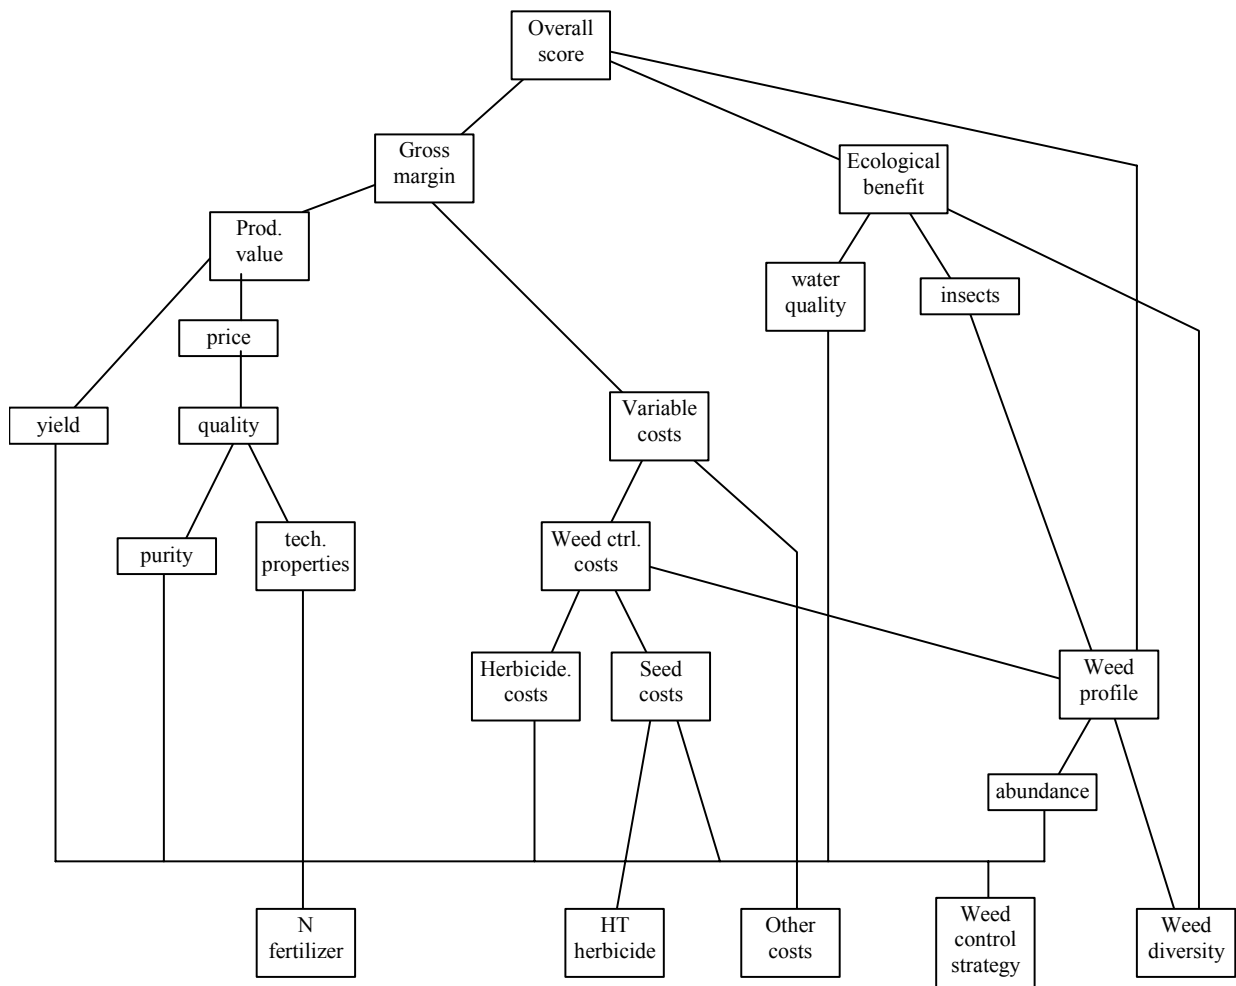 Overall
score
Gross
margin
Ecological
benefit
Prod.
value
water
quality
insects
price
yield
quality
Variable
costs
purity
tech.
properties
Weed ctrl.
costs
Herbicide.
costs
Seed
costs
Weed
profile
abundance
N
fertilizer
HT
herbicide
Other
costs
Weed
control
strategy
Weed
diversity